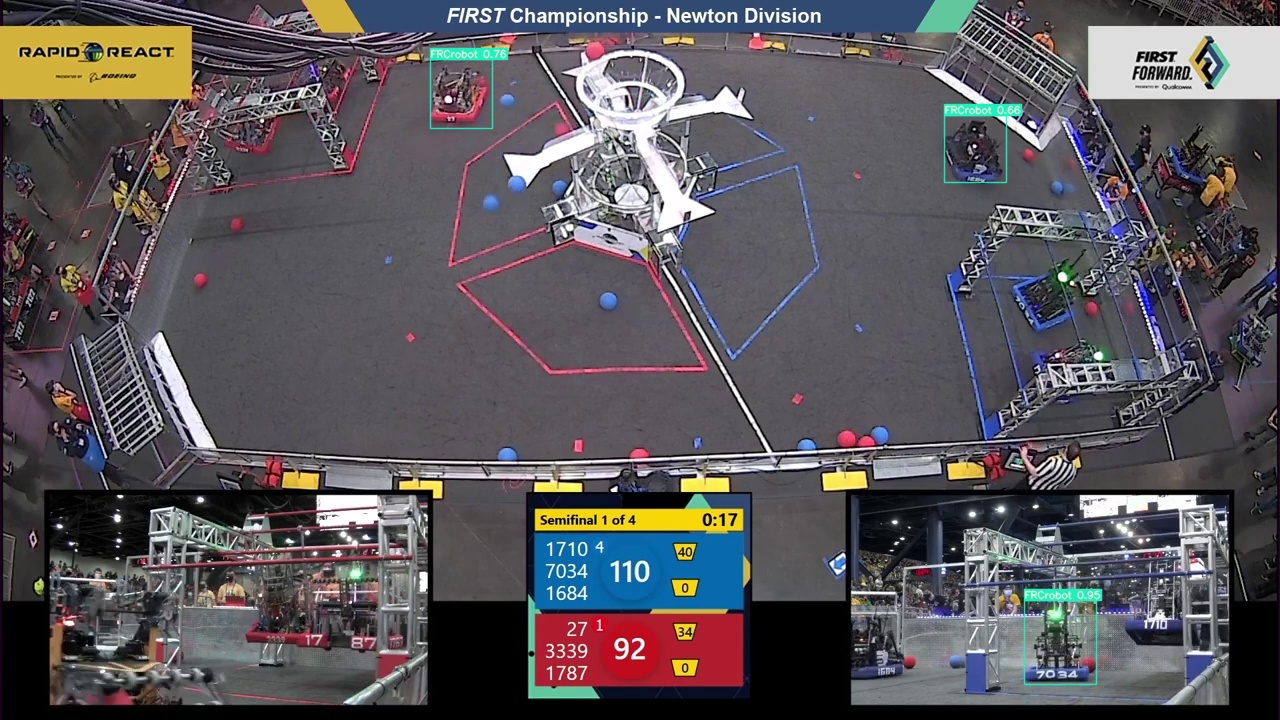 FIRST Championship - Newton Division
RAPID REACT
PRESENTED BY BOEING
FIRST
FORWARD
PRESENTED BY Qualcomm
FRCrobot 0.76
FRCrobot 0.66
Semifinal 1 of 4 0:17
1710 4
7034
1684
110
40
0
27 1
3339
1787
92
34
0
17 87
FRCrobot 0.95
1710
1684
7034